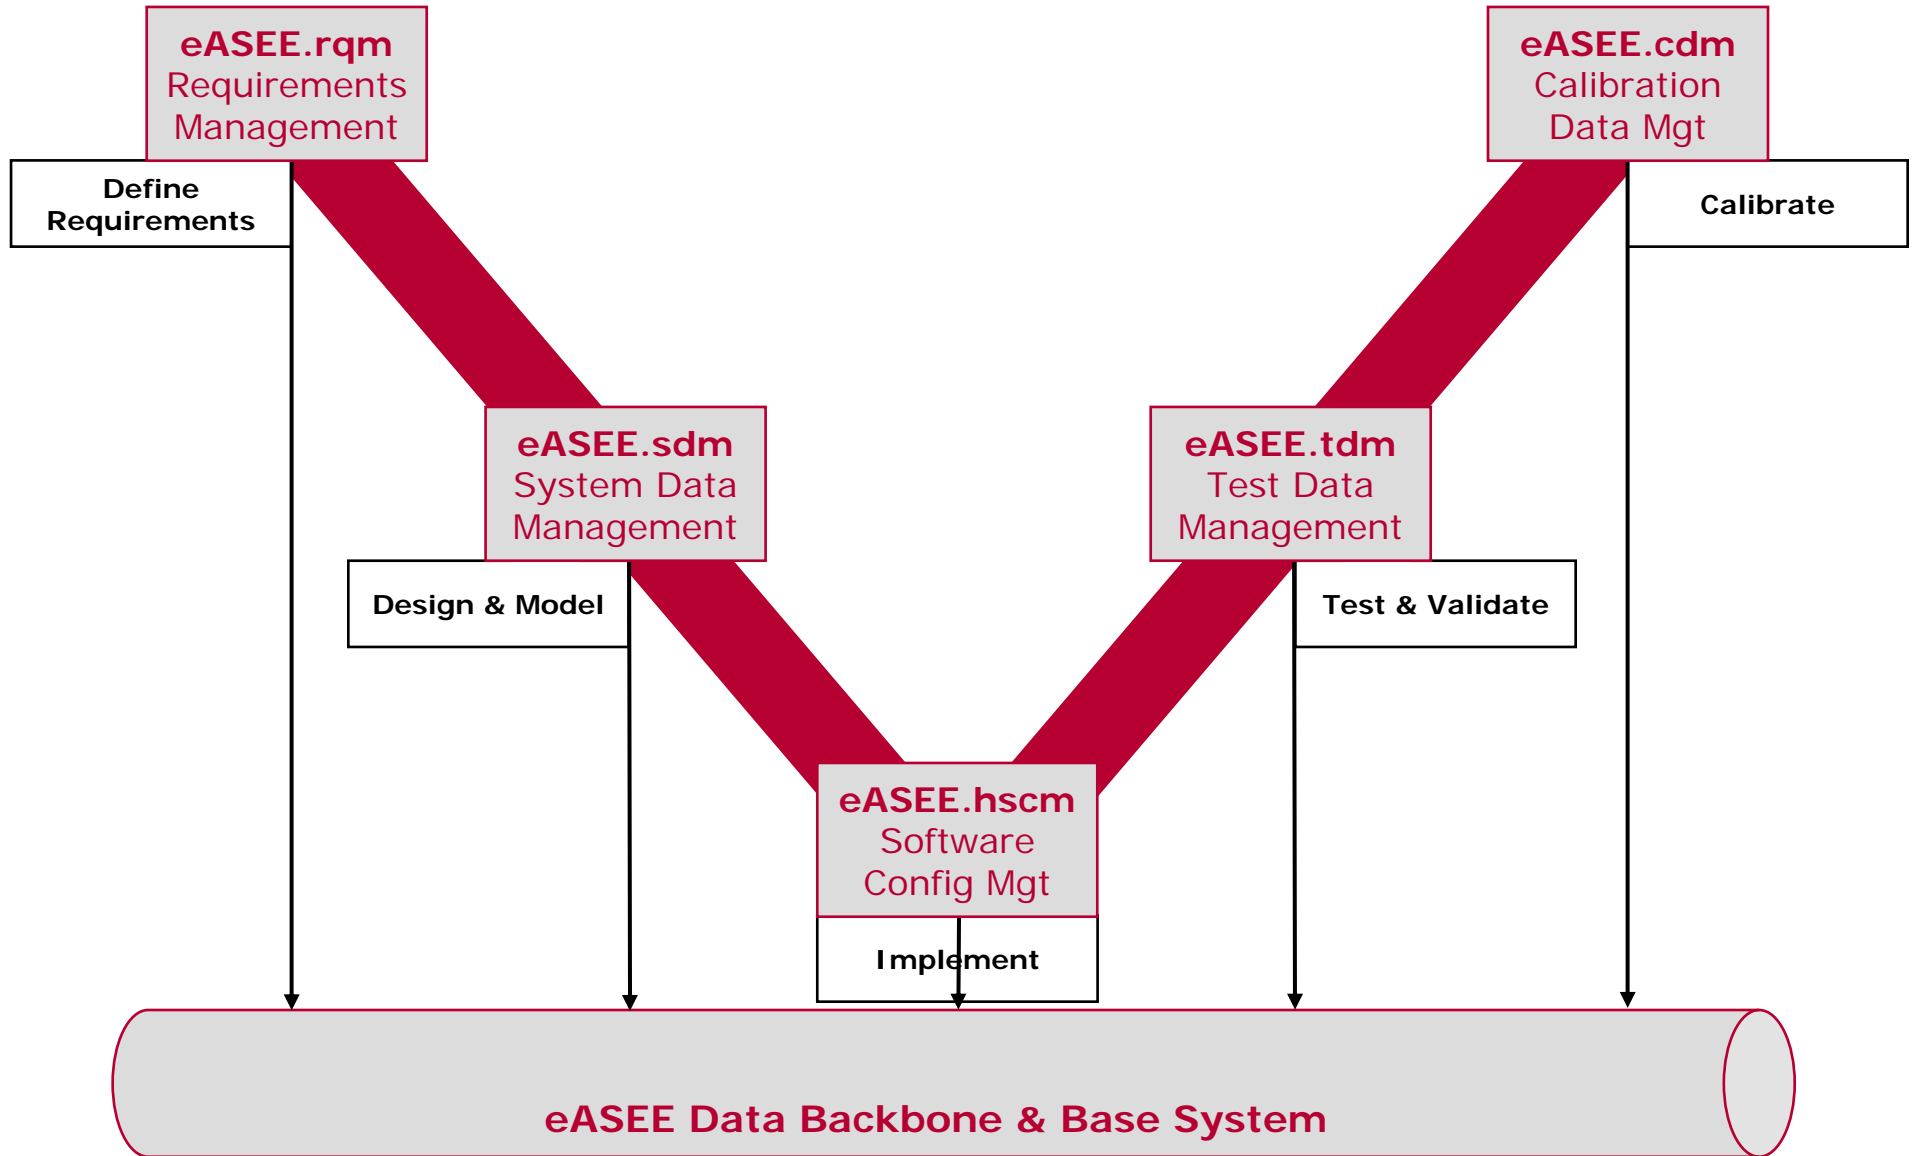 eASEE.rqm
Requirements
Management
Define
Requirements
eASEE.cdm
Calibration
Data Mgt
Calibrate
eASEE.sdm
System Data
Management
Design & Model
eASEE.tdm
Test Data
Management
Test & Validate
eASEE.hscm
Software
Config Mgt
Implement
eASEE Data Backbone & Base System